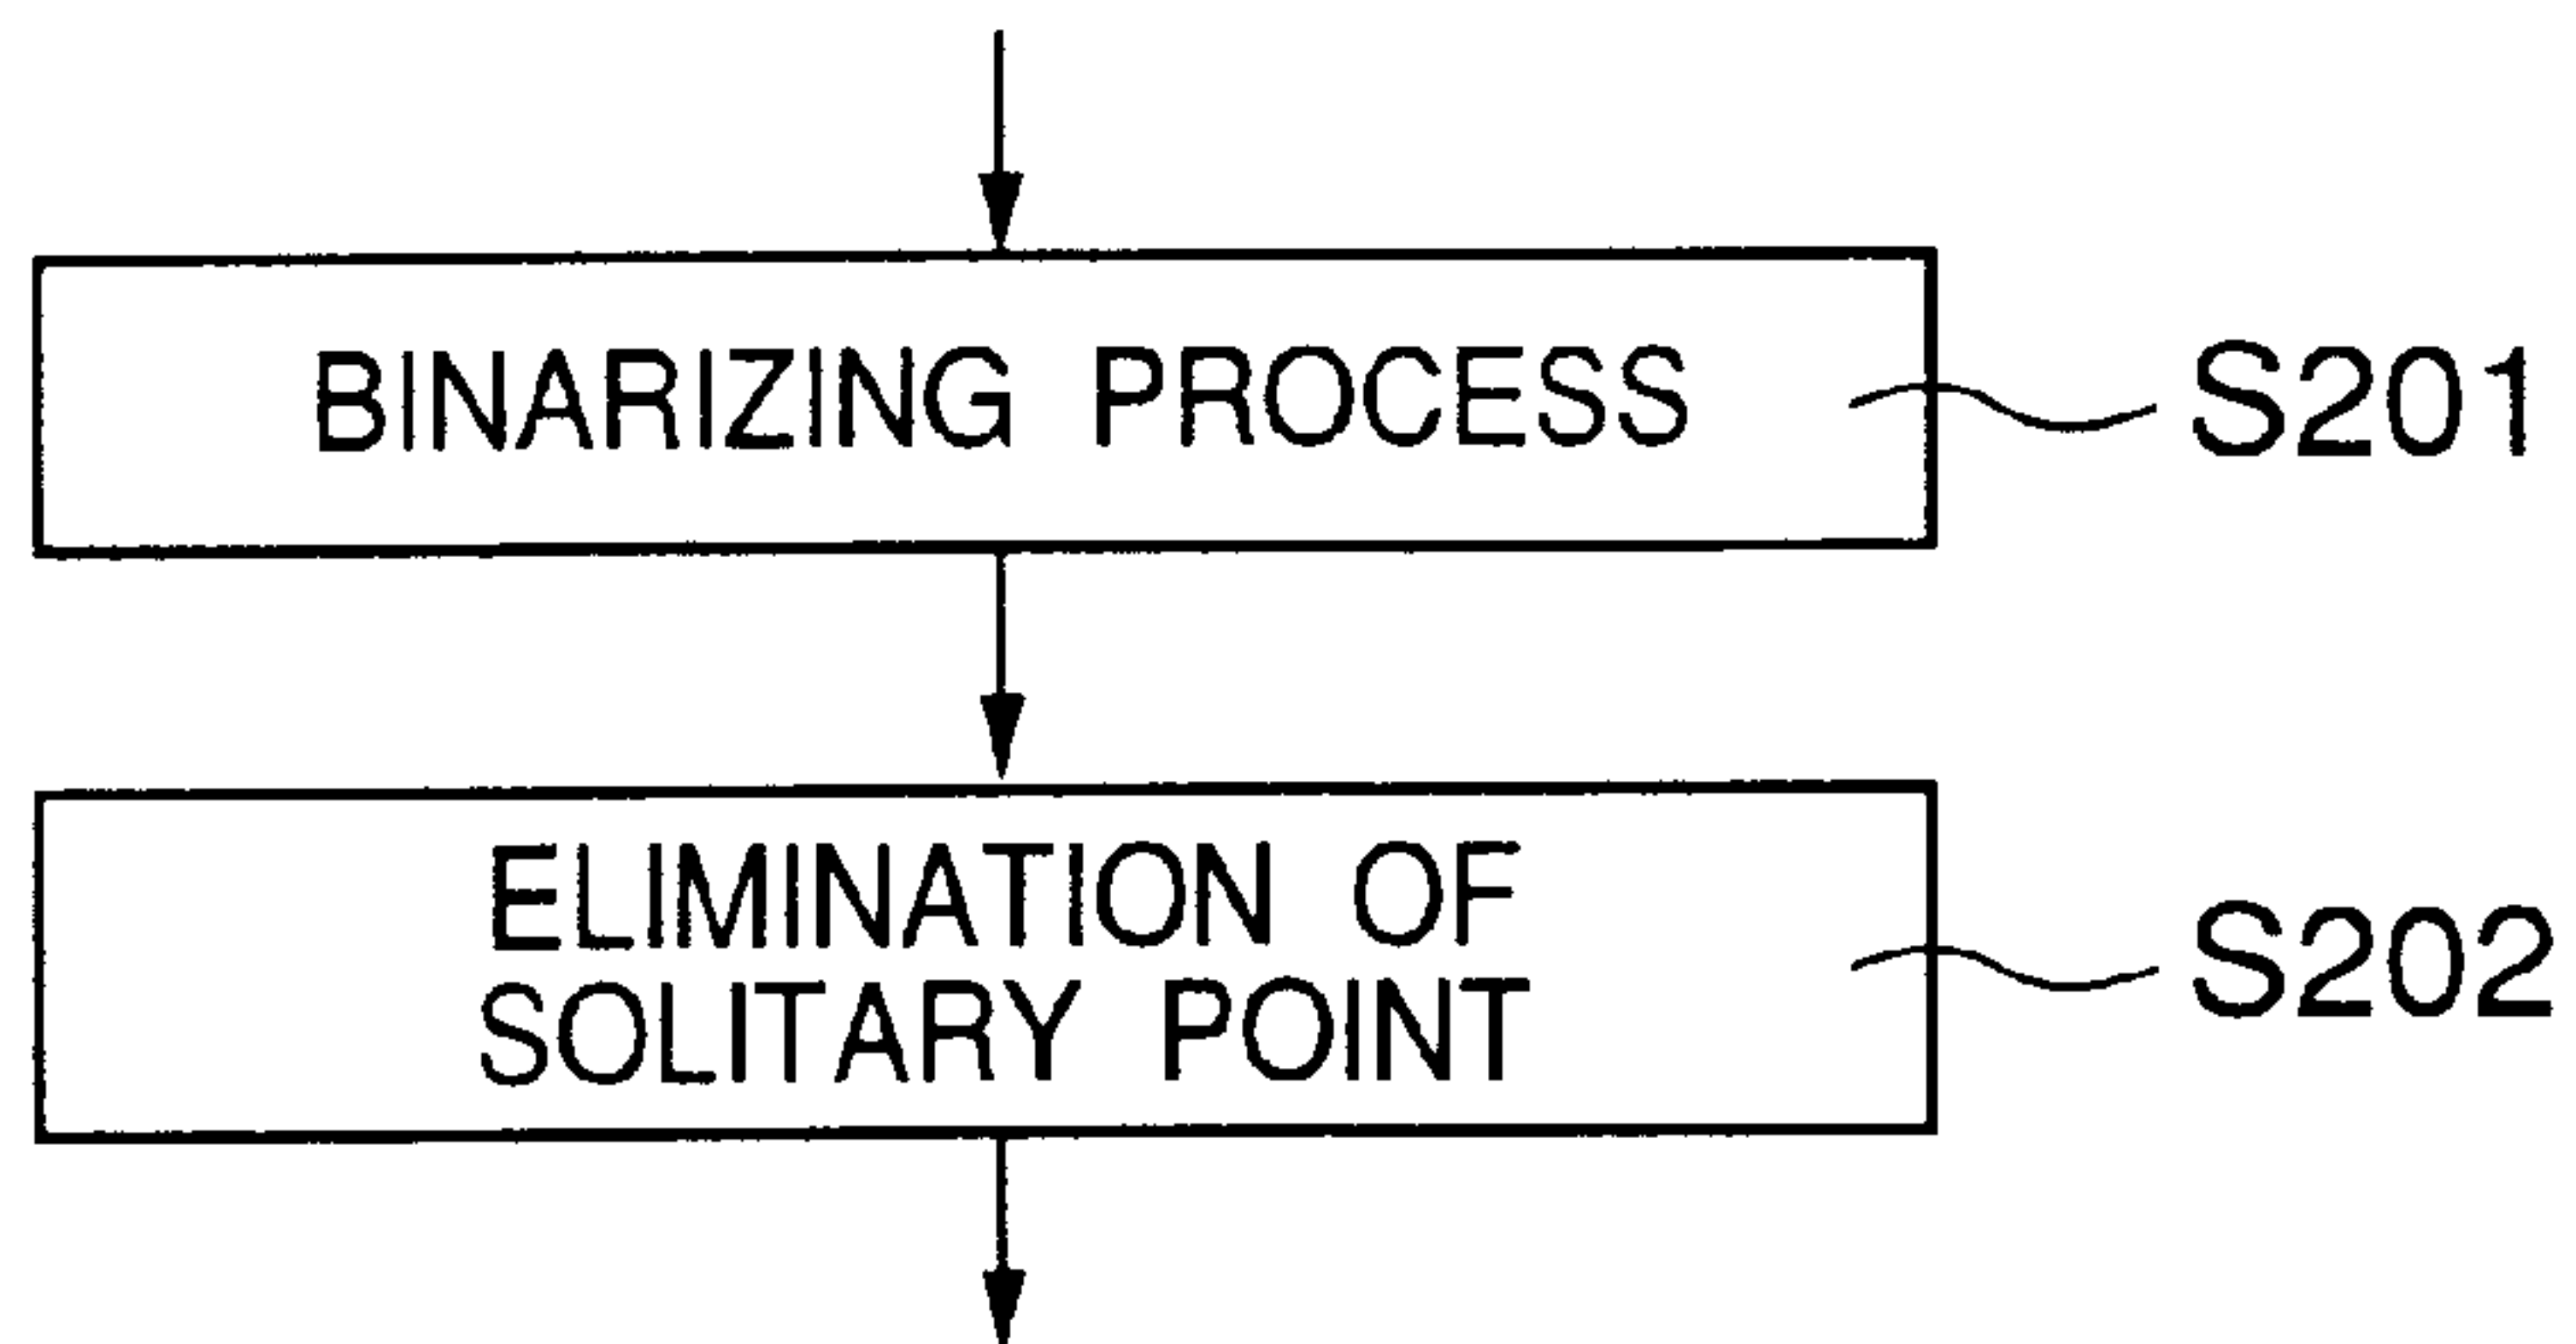 BINARIZING PROCESS
S201
ELIMINATION OF
SOLITARY POINT
S202